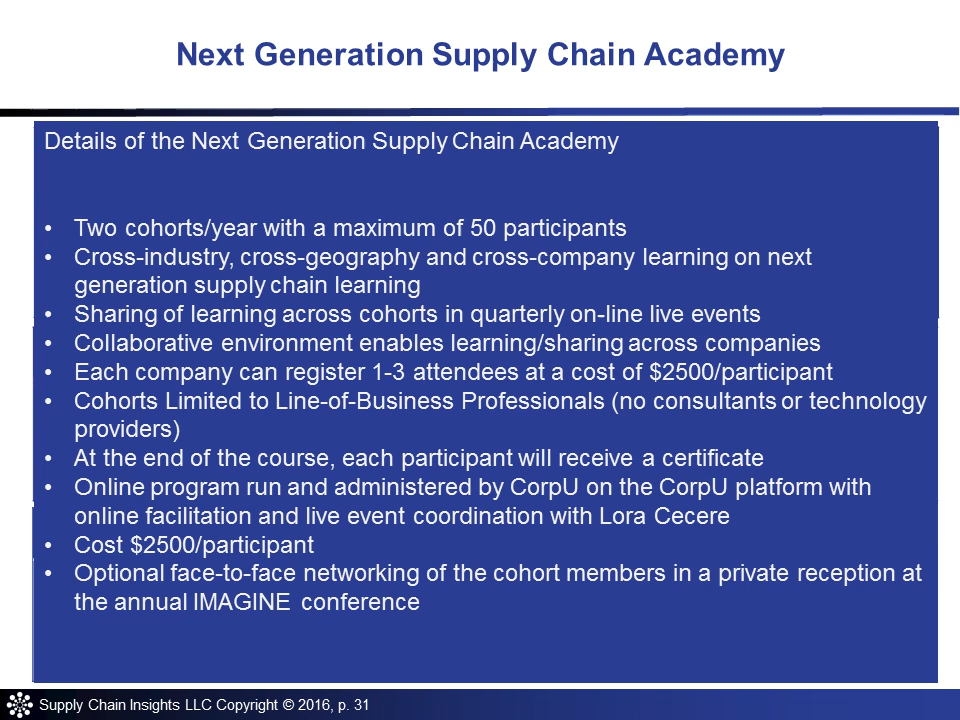 Next Generation Supply Chain Academy
Details of the Next Generation Supply Chain Academy
• Two cohorts/year with a maximum of 50 participants
• Cross-industry, cross-geography and cross-company learning on next
generation supply chain learning
• Sharing of learning across cohorts in quarterly on-line live events
• Collaborative environment enables learning/sharing across companies
• Each company can register 1-3 attendees at a cost of $2500/participant
• Cohorts Limited to Line-of-Business Professionals (no consultants or technology
providers)
• At the end of the course, each participant will receive a certificate
• Online program run and administered by CorpU on the CorpU platform with
online facilitation and live event coordination with Lora Cecere
• Cost $2500/participant
• Optional face-to-face networking of the cohort members in a private reception at
the annual IMAGINE conference
Supply Chain Insights LLC Copyright © 2016, p. 31